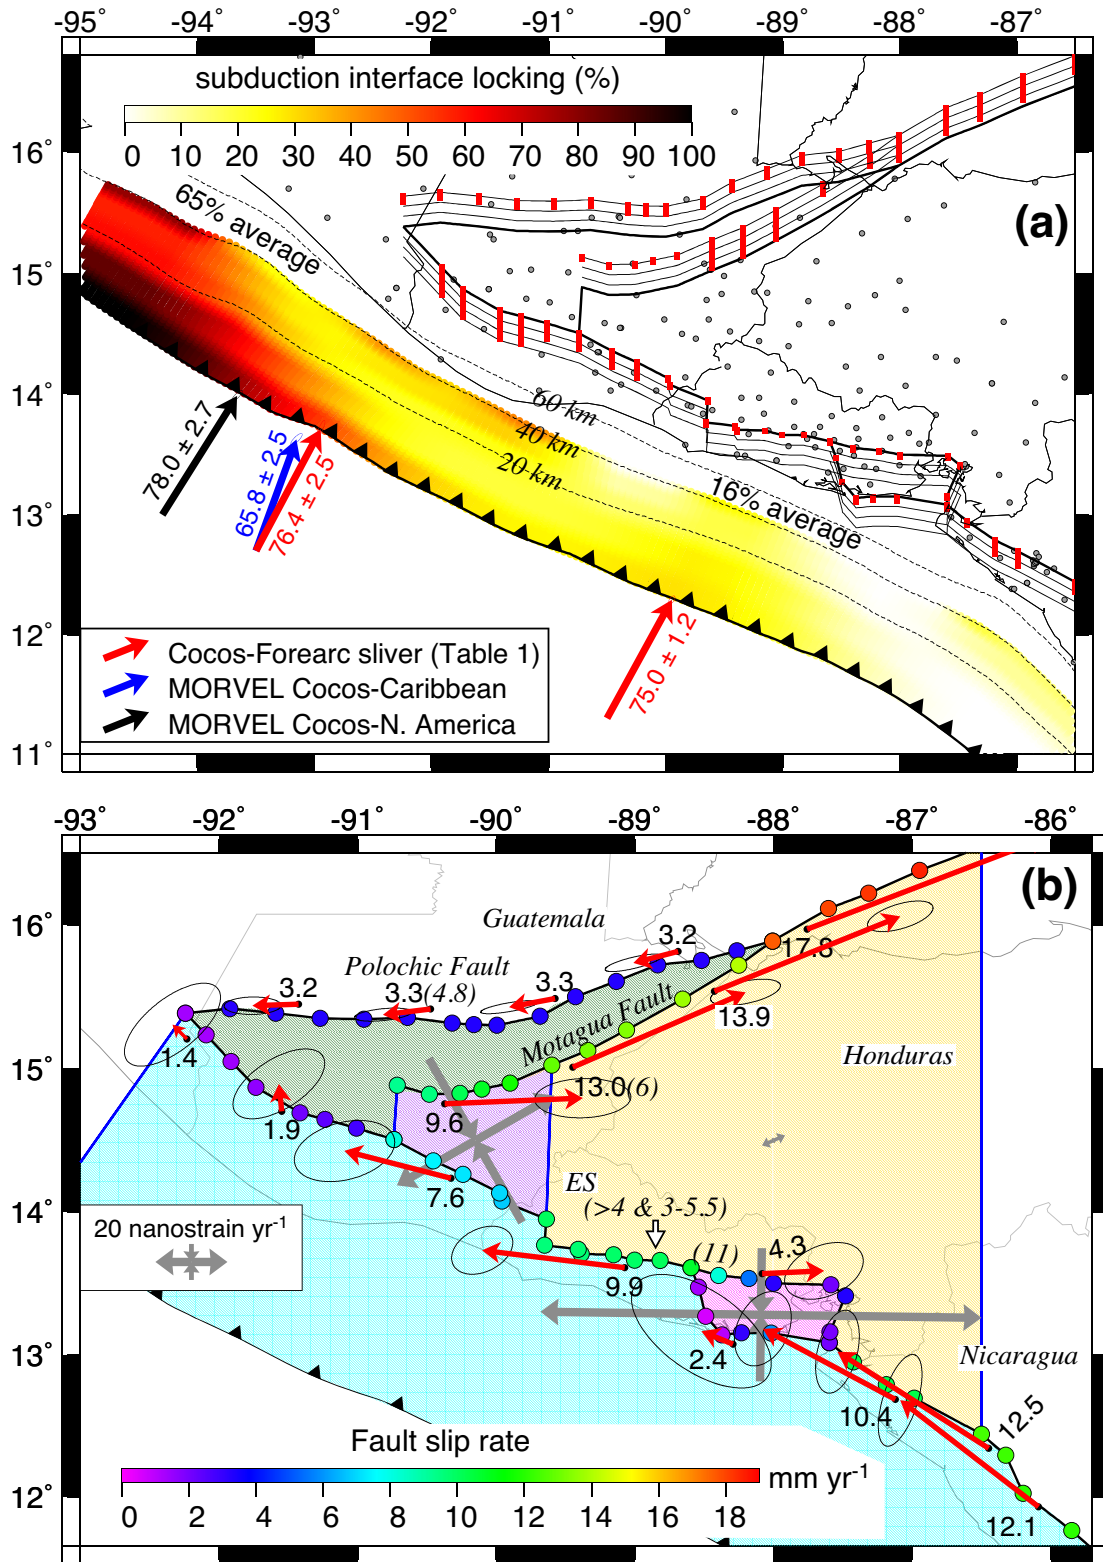 -95˚ -94˚ -93˚ -92˚ -91˚ -90˚ -89˚ -88˚ -87˚
subduction interface locking (%)
0 10 20 30 40 50 60 70 80 90 100
(a)
16˚
15˚
14˚
13˚
12˚
11˚
65% average
60 km
40 km
20 km
16% average
78.0 ± 2.7
65.8 ± 2.5
76.4 ± 2.5
75.0 ± 1.2
Cocos-Forearc sliver (Table 1)
MORVEL Cocos-Caribbean
MORVEL Cocos-N. America
-93˚ -92˚ -91˚ -90˚ -89˚ -88˚ -87˚ -86˚
(b)
16˚
15˚
14˚
13˚
12˚
Guatemala
Polochic Fault
Motagua Fault
Honduras
Nicaragua
ES
(>4 & 3-5.5)
(11)
3.2
3.3(4.8)
3.3
3.2
17.8
13.9
13.0(6)
9.6
1.4
1.9
7.6
9.9
4.3
2.4
10.4
12.5
12.1
20 nanostrain yr-1
Fault slip rate
mm yr-1
0 2 4 6 8 10 12 14 16 18